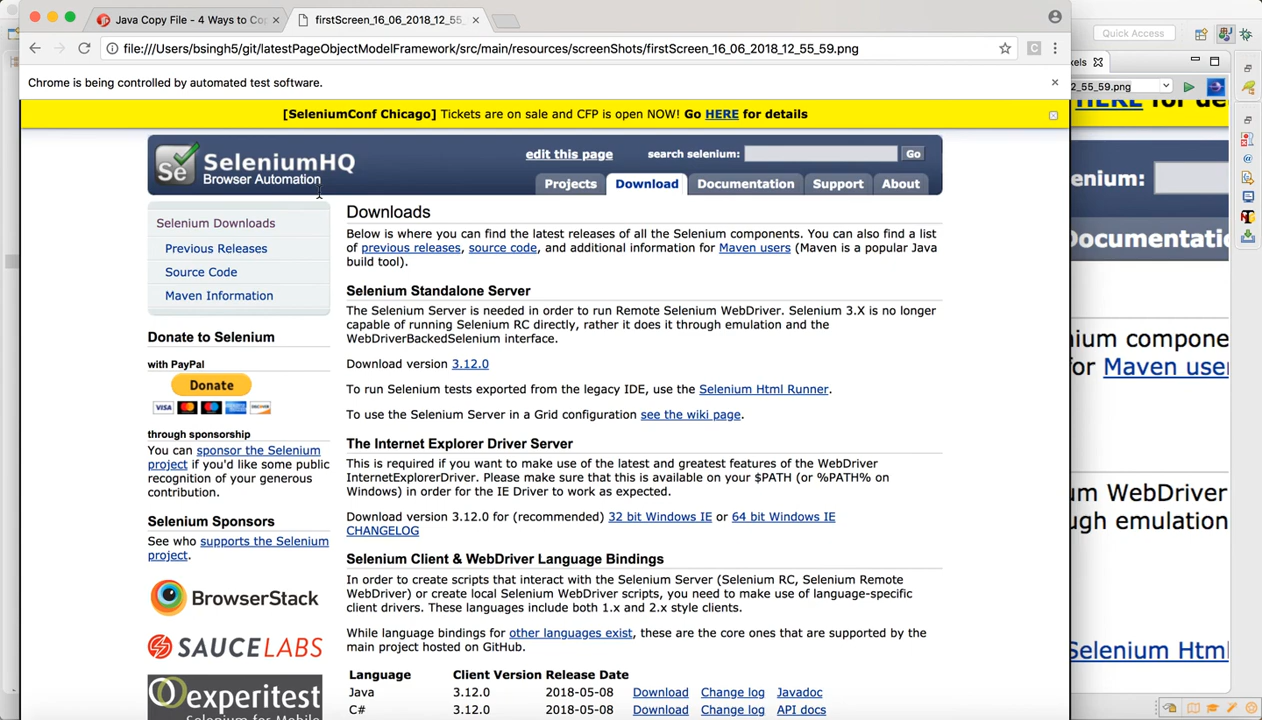 Java Copy File - 4 Ways to Co
firstScreen_16_06_2018_12_55_
Quick Access
file:///Users/bsingh5/git/latestPageObjectModelFramework/src/main/resources/screenShots/firstScreen_16_06_2018_12_55_59.png
xels
2_55_59.png
Chrome is being controlled by automated test software.
[SeleniumConf Chicago] Tickets are on sale and CFP is open NOW! Go HERE for details
HERE for de
Se
SeleniumHQ
Browser Automation
edit this page
search selenium:
Go
enium:
Projects
Download
Documentation
Support
About
Documentatio
Selenium Downloads
Previous Releases
Source Code
Maven Information
Donate to Selenium
with PayPal
Donate
VISA
through sponsorship
You can sponsor the Selenium
project if you'd like some public
recognition of your generous
contribution.
Selenium Sponsors
See who supports the Selenium
project.
BrowserStack
SAUCE LABS
experitest
Selenium for Mobile
Downloads
Below is where you can find the latest releases of all the Selenium components. You can also find a list
of previous releases, source code, and additional information for Maven users (Maven is a popular Java
build tool).
Selenium Standalone Server
The Selenium Server is needed in order to run Remote Selenium WebDriver. Selenium 3.X is no longer
capable of running Selenium RC directly, rather it does it through emulation and the
WebDriverBackedSelenium interface.
Download version 3.12.0
To run Selenium tests exported from the legacy IDE, use the Selenium Html Runner.
To use the Selenium Server in a Grid configuration see the wiki page.
The Internet Explorer Driver Server
This is required if you want to make use of the latest and greatest features of the WebDriver
InternetExplorerDriver. Please make sure that this is available on your $PATH (or %PATH% on
Windows) in order for the IE Driver to work as expected.
Download version 3.12.0 for (recommended) 32 bit Windows IE or 64 bit Windows IE
CHANGELOG
Selenium Client & WebDriver Language Bindings
In order to create scripts that interact with the Selenium Server (Selenium RC, Selenium Remote
WebDriver) or create local Selenium WebDriver scripts, you need to make use of language-specific
client drivers. These languages include both 1.x and 2.x style clients.
While language bindings for other languages exist, these are the core ones that are supported by the
main project hosted on GitHub.
Language Client Version Release Date
Java 3.12.0 2018-05-08 Download Change log Javadoc
C# 3.12.0 2018-05-08 Download Change log API docs
nium compone
for Maven use
um WebDriver
ugh emulation
Selenium Html